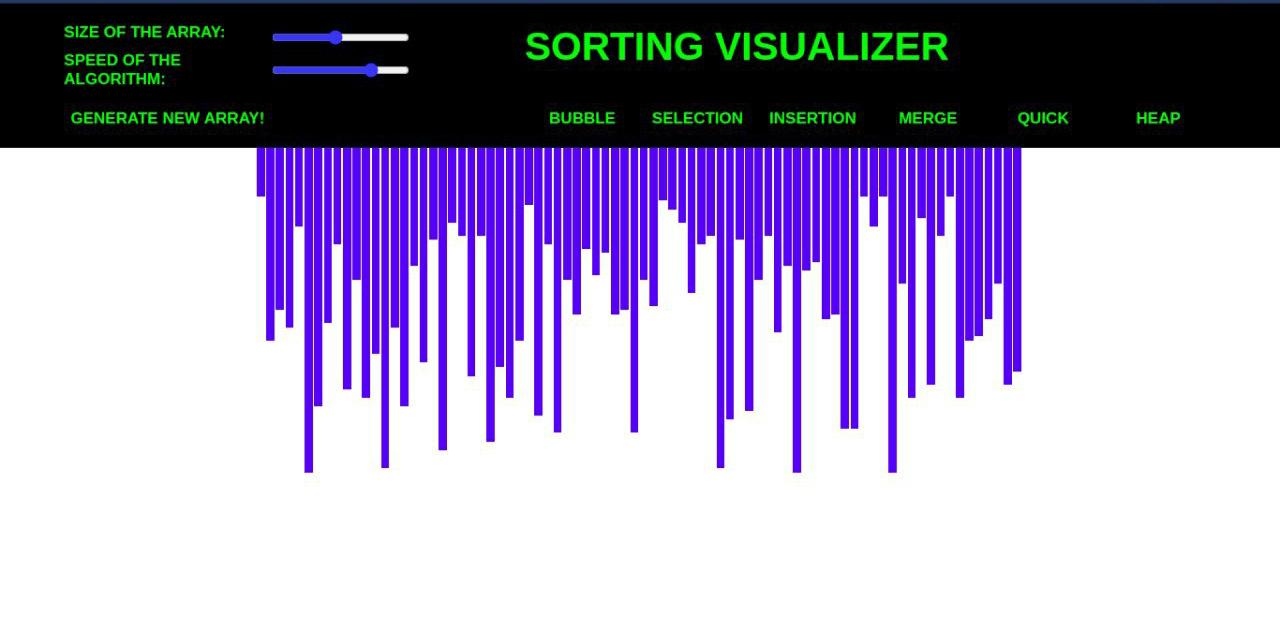 SIZE OF THE ARRAY:
SPEED OF THE
ALGORITHM:
SORTING VISUALIZER
GENERATE NEW ARRAY!
BUBBLE SELECTION INSERTION MERGE QUICK HEAP